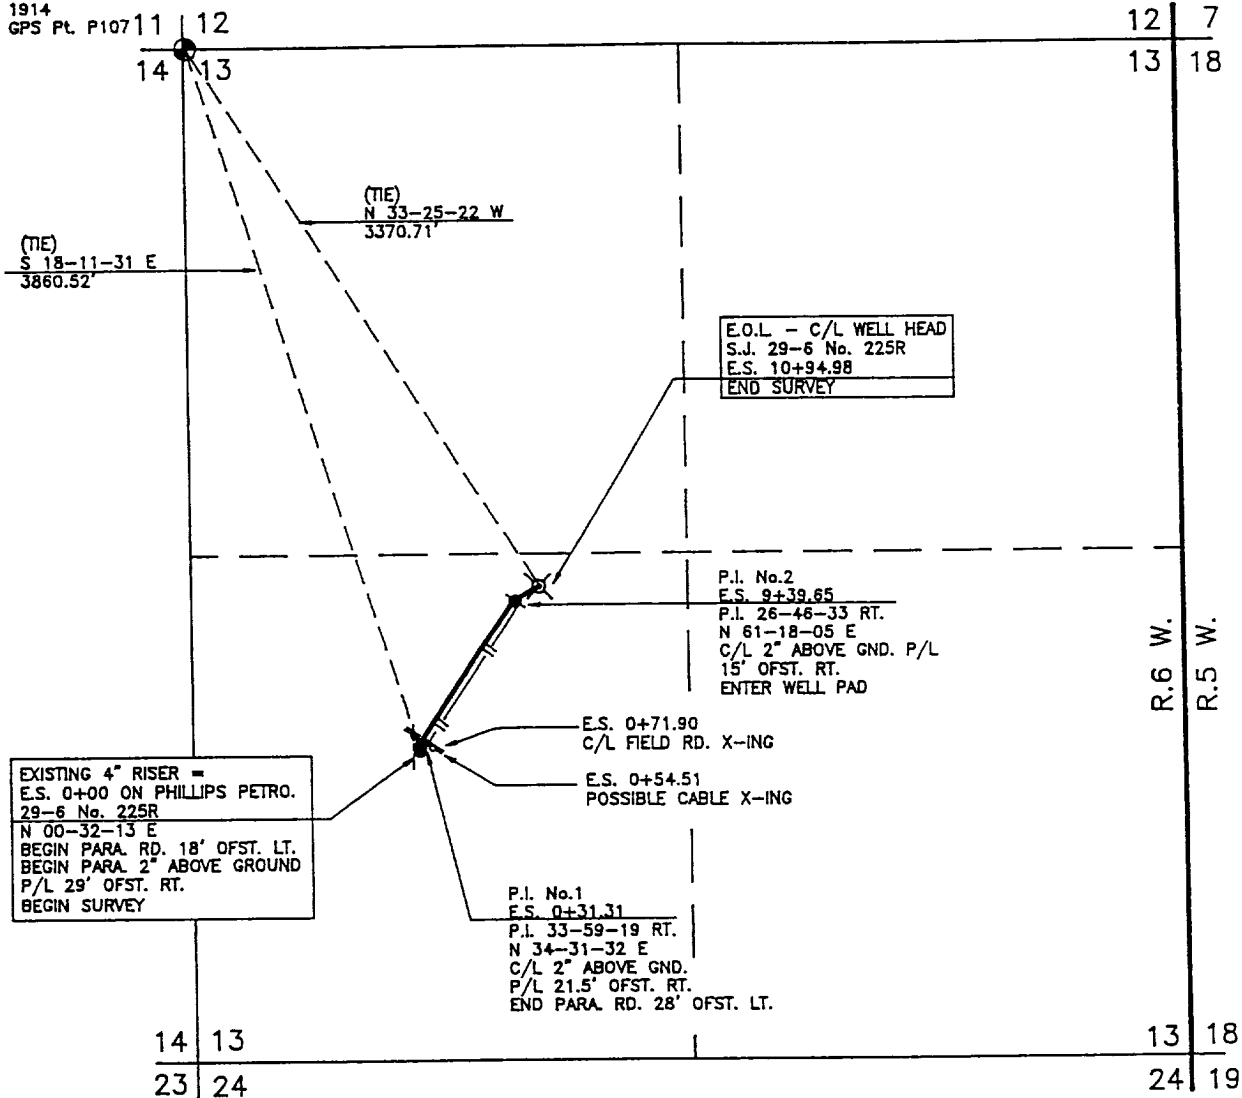 1914
GPS Pt. P107
11 12
14 13
12 7
13 18
(TIE)
N 33-25-22 W
3370.71'
(TIE)
S 18-11-31 E
3860.52'
E.O.L. - C/L WELL HEAD
S.J. 29-6 No. 225R
E.S. 10+94.98
END SURVEY
P.I. No.2
E.S. 9+39.65
P.I. 26-46-33 RT.
N 61-18-05 E
C/L 2" ABOVE GND. P/L
15' OFST. RT.
ENTER WELL PAD
R.6 W.
R.5 W.
E.S. 0+71.90
C/L FIELD RD. X-ING
E.S. 0+54.51
POSSIBLE CABLE X-ING
EXISTING 4" RISER =
E.S. 0+00 ON PHILLIPS PETRO.
29-6 No. 225R
N 00-32-13 E
BEGIN PARA. RD. 18' OFST. LT.
BEGIN PARA. 2" ABOVE GROUND
P/L 29' OFST. RT.
BEGIN SURVEY
P.I. No.1
E.S. 0+31.31
P.I. 33-59-19 RT.
N 34-31-32 E
C/L 2" ABOVE GND.
P/L 21.5' OFST. RT.
END PARA. RD. 28' OFST. LT.
14 13
23 24
13 18
24 19